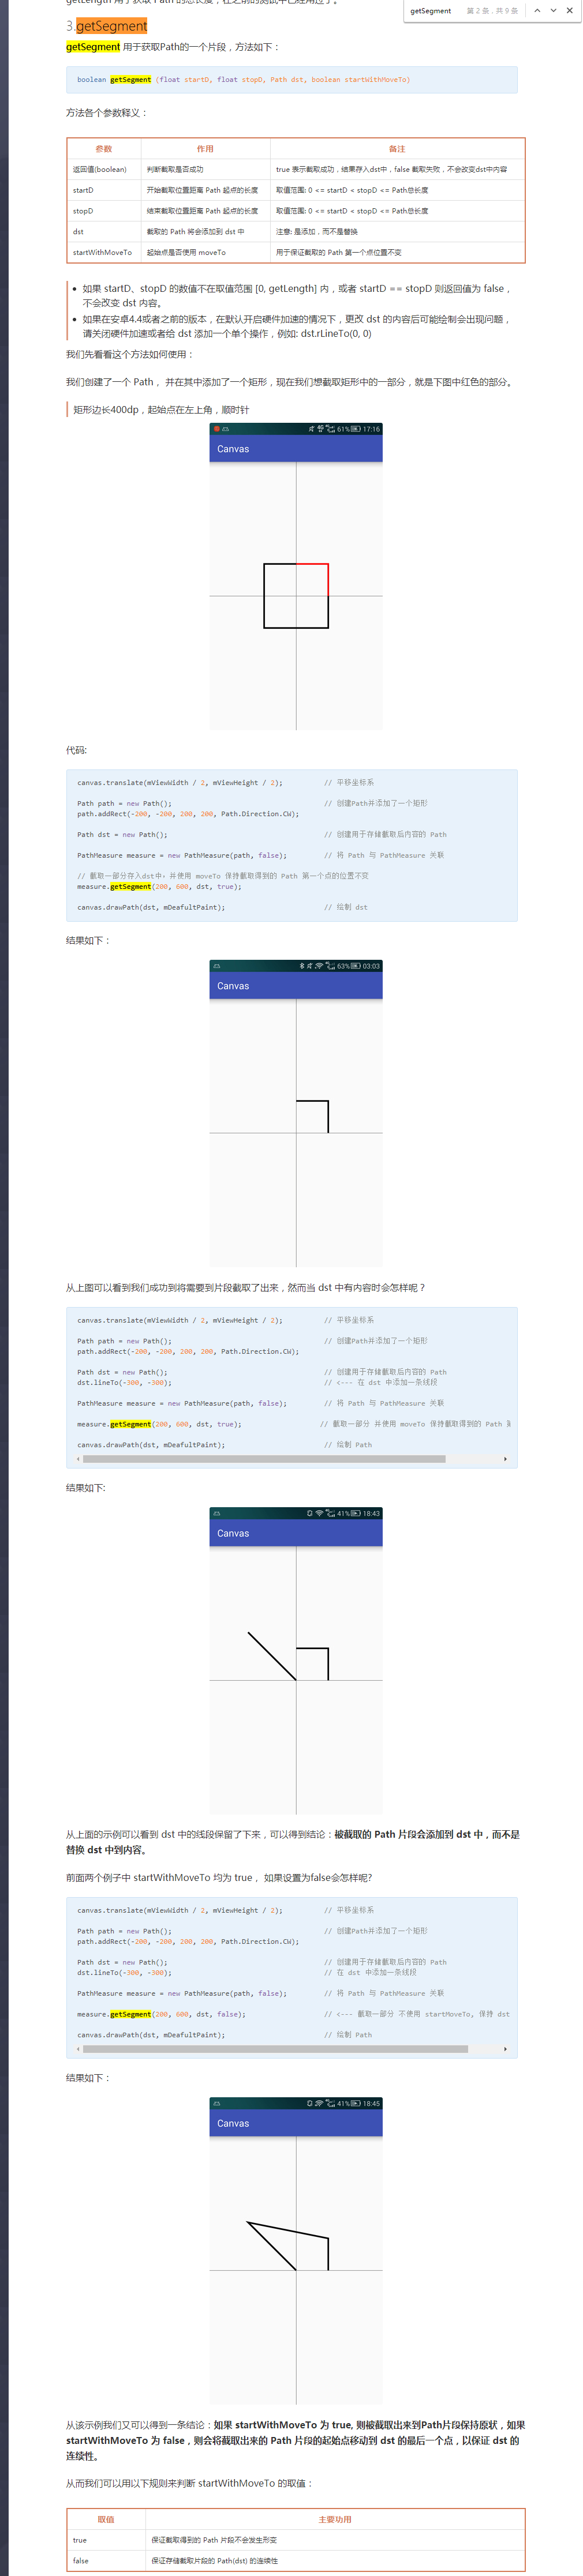 getLength 用于获取 Path 的总长度，在之前的测试中已经用过了。
getSegment 第 2 条，共 9 条
3.getSegment
getSegment 用于获取Path的一个片段，方法如下：
boolean getSegment (float startD, float stopD, Path dst, boolean startWithMoveTo)
方法各个参数释义：
参数 作用 备注
返回值(boolean) 判断截取是否成功 true 表示截取成功，结果存入dst中，false 截取失败，不会改变dst中内容
startD 开始截取位置距离 Path 起点的长度 取值范围: 0 <= startD < stopD <= Path总长度
stopD 结束截取位置距离 Path 起点的长度 取值范围: 0 <= startD < stopD <= Path总长度
dst 截取的 Path 将会添加到 dst 中 注意: 是添加，而不是替换
startWithMoveTo 起始点是否使用 moveTo 用于保证截取的 Path 第一个点位置不变
• 如果 startD、stopD 的数值不在取值范围 [0, getLength] 内，或者 startD == stopD 则返回值为 false，
不会改变 dst 内容。
• 如果在安卓4.4或者之前的版本，在默认开启硬件加速的情况下，更改 dst 的内容后可能绘制会出现问题，
请关闭硬件加速或者给 dst 添加一个单个操作，例如: dst.rLineTo(0, 0)
我们先看看这个方法如何使用：
我们创建了一个 Path， 并在其中添加了一个矩形，现在我们想截取矩形中的一部分，就是下图中红色的部分。
矩形边长400dp，起始点在左上角，顺时针
61% 17:16
Canvas
代码:
canvas.translate(mViewWidth / 2, mViewHeight / 2); // 平移坐标系
Path path = new Path(); // 创建Path并添加了一个矩形
path.addRect(-200, -200, 200, 200, Path.Direction.CW);
Path dst = new Path(); // 创建用于存储截取后内容的 Path
PathMeasure measure = new PathMeasure(path, false); // 将 Path 与 PathMeasure 关联
// 截取一部分存入dst中，并使用 moveTo 保持截取得到的 Path 第一个点的位置不变
measure.getSegment(200, 600, dst, true);
canvas.drawPath(dst, mDeafultPaint); // 绘制 dst
结果如下：
63% 03:03
Canvas
从上图可以看到我们成功到将需要到片段截取了出来，然而当 dst 中有内容时会怎样呢？
canvas.translate(mViewWidth / 2, mViewHeight / 2); // 平移坐标系
Path path = new Path(); // 创建Path并添加了一个矩形
path.addRect(-200, -200, 200, 200, Path.Direction.CW);
Path dst = new Path(); // 创建用于存储截取后内容的 Path
dst.lineTo(-300, -300); // <--- 在 dst 中添加一条线段
PathMeasure measure = new PathMeasure(path, false); // 将 Path 与 PathMeasure 关联
measure.getSegment(200, 600, dst, true); // 截取一部分 并使用 moveTo 保持截取得到的 Path
canvas.drawPath(dst, mDeafultPaint); // 绘制 Path
结果如下:
41% 18:43
Canvas
从上面的示例可以看到 dst 中的线段保留了下来，可以得到结论：被截取的 Path 片段会添加到 dst 中，而不是
替换 dst 中到内容。
前面两个例子中 startWithMoveTo 均为 true， 如果设置为false会怎样呢?
canvas.translate(mViewWidth / 2, mViewHeight / 2); // 平移坐标系
Path path = new Path(); // 创建Path并添加了一个矩形
path.addRect(-200, -200, 200, 200, Path.Direction.CW);
Path dst = new Path(); // 创建用于存储截取后内容的 Path
dst.lineTo(-300, -300); // 在 dst 中添加一条线段
PathMeasure measure = new PathMeasure(path, false); // 将 Path 与 PathMeasure 关联
measure.getSegment(200, 600, dst, false); // <--- 截取一部分 不使用 startMoveTo, 保持 dst
canvas.drawPath(dst, mDeafultPaint); // 绘制 Path
结果如下：
41% 18:45
Canvas
从该示例我们又可以得到一条结论：如果 startWithMoveTo 为 true, 则被截取出来到Path片段保持原状，如果
startWithMoveTo 为 false，则会将截取出来的 Path 片段的起始点移动到 dst 的最后一个点，以保证 dst 的
连续性。
从而我们可以用以下规则来判断 startWithMoveTo 的取值：
取值 主要功用
true 保证截取得到的 Path 片段不会发生形变
false 保证存储截取片段的 Path(dst) 的连续性